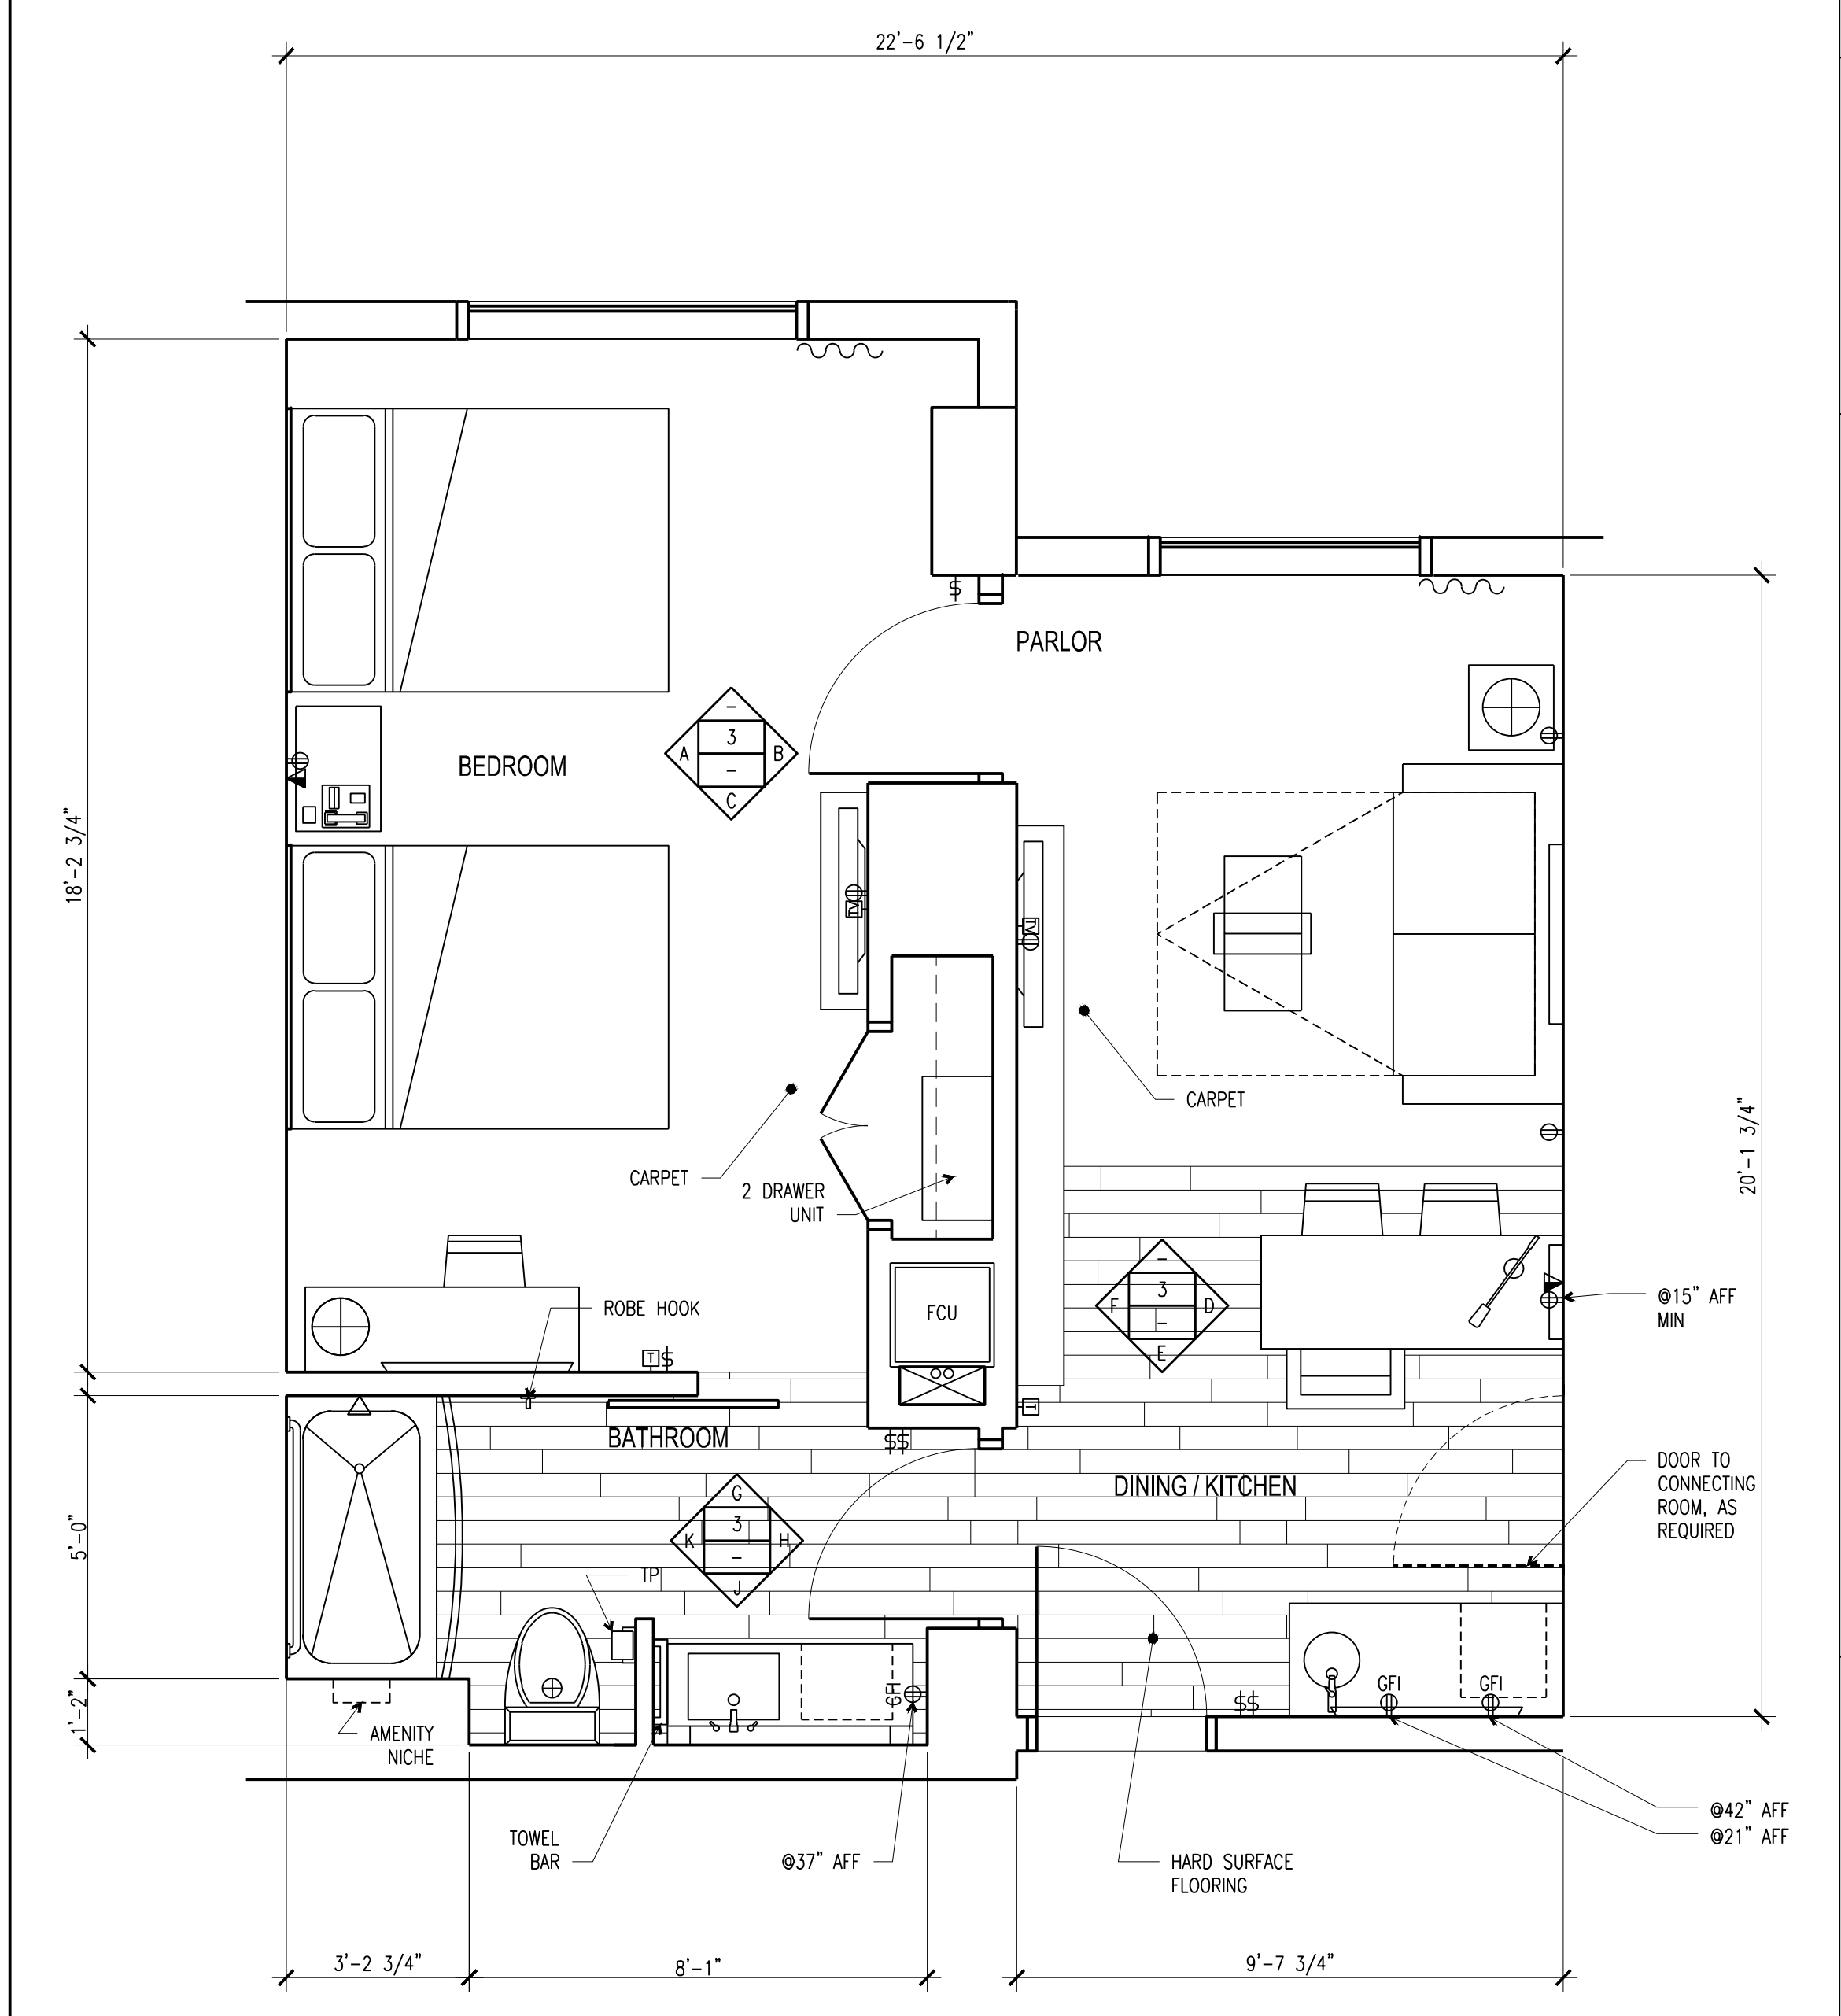 22'-6 1/2"
$
PARLOR
-
3
A
B
-
C
BEDROOM
18'-2 3/4"
TV
TV
CARPET
CARPET
2 DRAWER
UNIT
20'-1 3/4"
-
3
F
D
-
E
FCU
ROBE HOOK
@15" AFF
MIN
T
$
T
BATHROOM
$$
DINING / KITCHEN
DOOR TO
CONNECTING
ROOM, AS
REQUIRED
G
3
K
H
-
J
5'-0"
TP
GFI
GFI
GFI
$$
1'-2"
AMENITY
NICHE
@42" AFF
@21" AFF
TOWEL
BAR
@37" AFF
HARD SURFACE
FLOORING
3'-2 3/4"
8'-1"
9'-7 3/4"